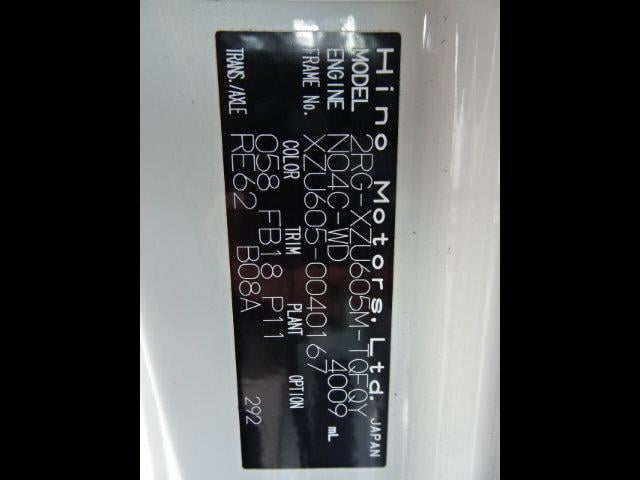 Hino Motors, Ltd. JAPAN
MODEL 2RG-XZU605M-TQFQY
ENGINE N04C-WD 4009 mL
FRAME No. XZU605-0040167
COLOR TRIM PLANT OPTION
058 FB18 P11
TRANS./AXLE RE62 B08A
292